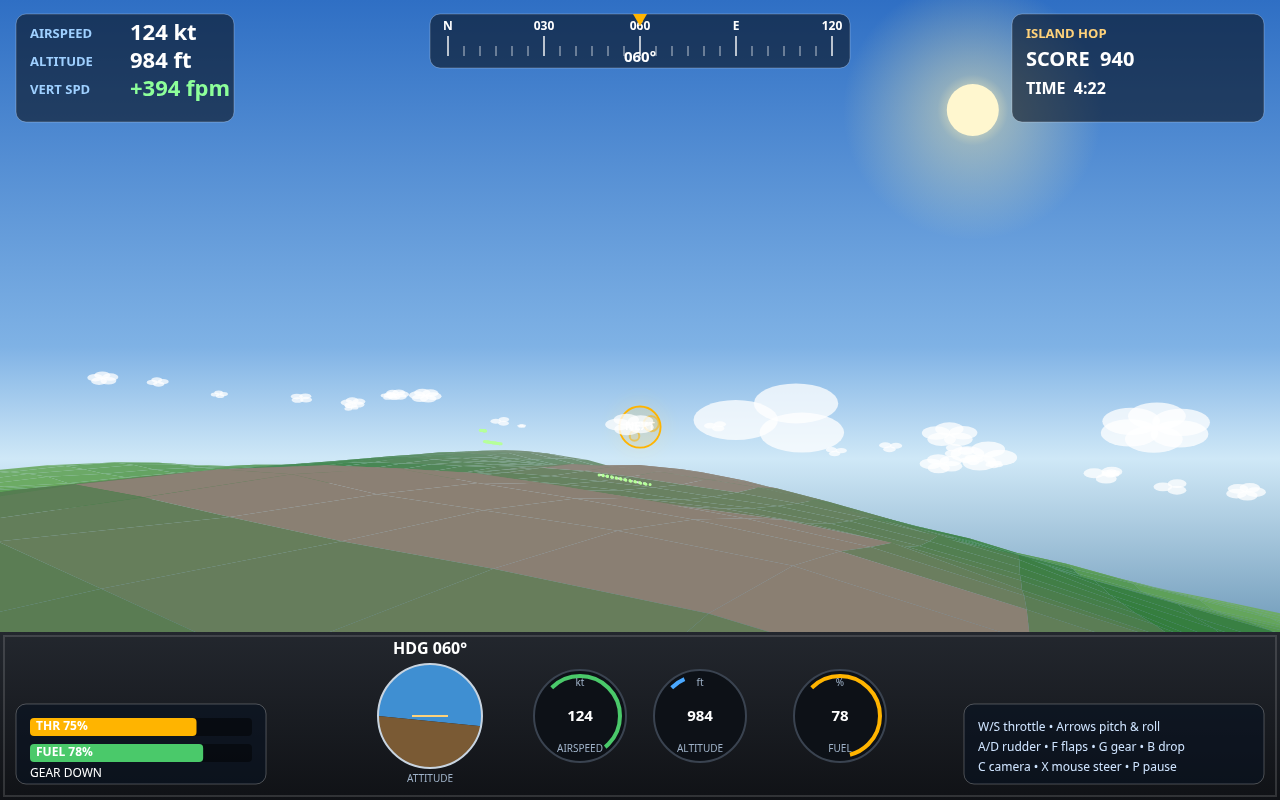 AIRSPEED 124 kt
ALTITUDE 984 ft
VERT SPD +394 fpm
N 030 060 E 120
060°
ISLAND HOP
SCORE 940
TIME 4:22
HDG 060°
ATTITUDE
kt
124
AIRSPEED
ft
984
ALTITUDE
%
78
FUEL
THR 75%
FUEL 78%
GEAR DOWN
W/S throttle • Arrows pitch & roll
A/D rudder • F flaps • G gear • B drop
C camera • X mouse steer • P pause